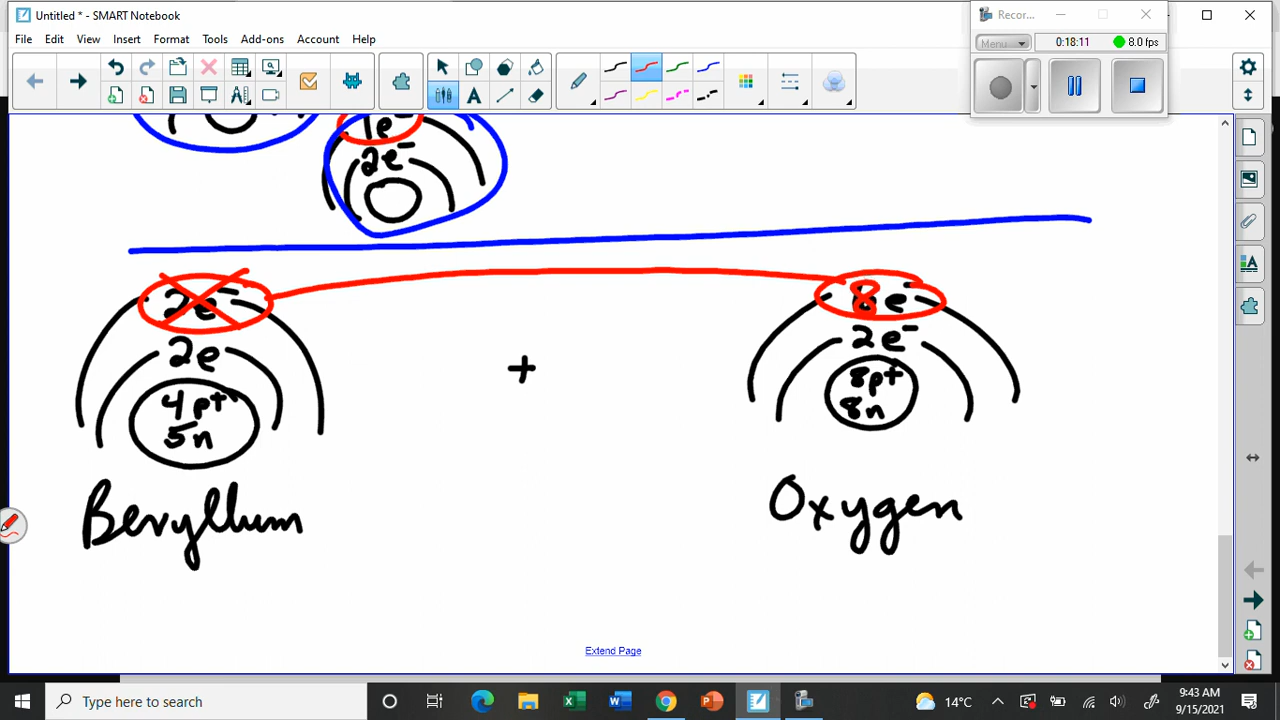 Untitled * - SMART Notebook
Recor...
File Edit View Insert Format Tools Add-ons Account Help
Menu 0:18:11 8.0 fps
1e⁻
2e⁻
2e⁻
8 e⁻
2e
2e⁻
4p+
5n
8p+
8n
+
Beryllum
Oxygen
Extend Page
Type here to search
14°C
9:43 AM
9/15/2021